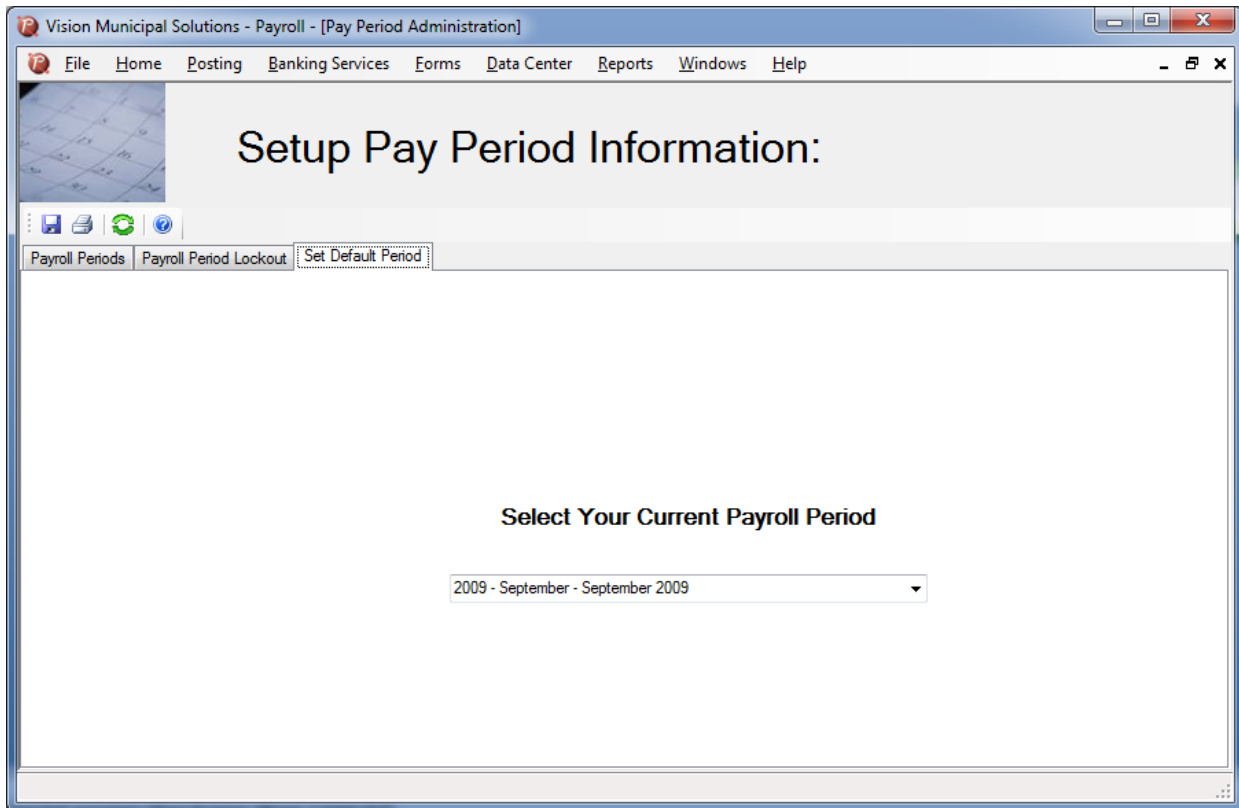 Vision Municipal Solutions - Payroll - [Pay Period Administration]
File Home Posting Banking Services Forms Data Center Reports Windows Help
Setup Pay Period Information:
Payroll Periods Payroll Period Lockout Set Default Period
Select Your Current Payroll Period
2009 - September - September 2009